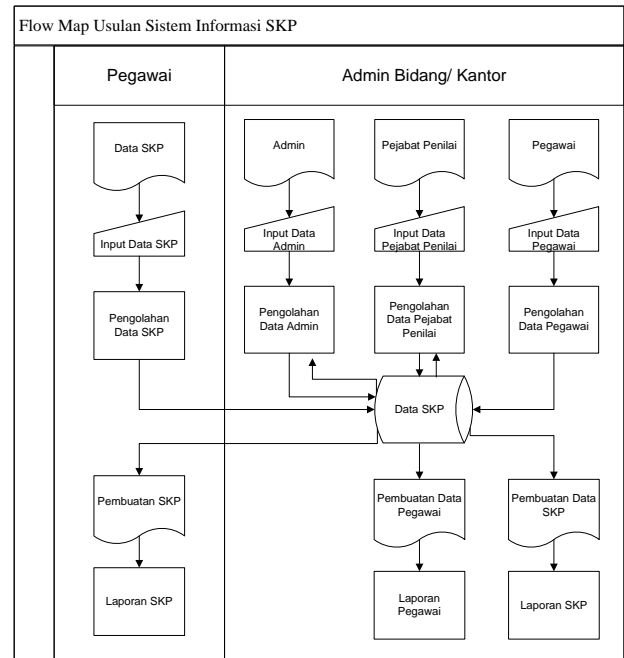 Flow Map Usulan Sistem Informasi SKP
Pegawai
Admin Bidang/ Kantor
Data SKP
Admin
Pejabat Penilai
Pegawai
Input Data SKP
Input Data
Admin
Input Data
Pejabat Penilai
Input Data
Pegawai
Pengolahan
Data SKP
Pengolahan
Data Admin
Pengolahan
Data Pejabat
Penilai
Pengolahan
Data Pegawai
Data SKP
Pembuatan SKP
Pembuatan Data
Pegawai
Pembuatan Data
SKP
Laporan SKP
Laporan
Pegawai
Laporan SKP